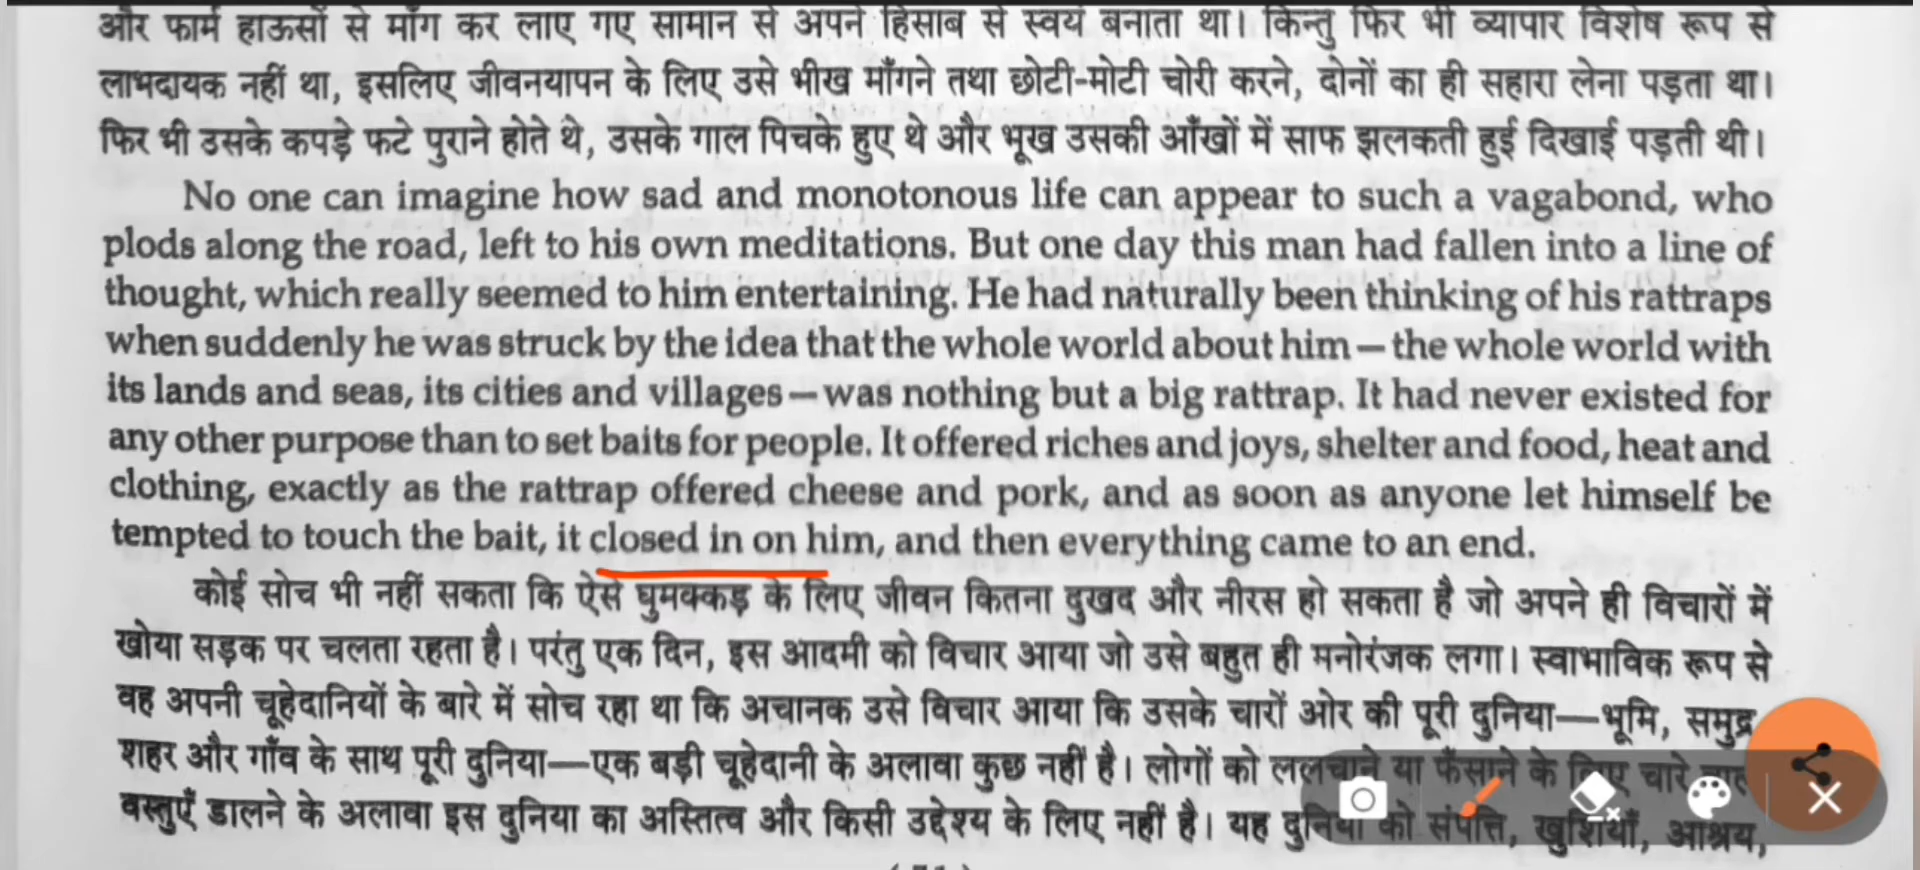 और फार्म हाऊसों से माँग कर लाए गए सामान से अपने हिसाब से स्वयं बनाता था। किन्तु फिर भी व्यापार विशेष रूप से
लाभदायक नहीं था, इसलिए जीवनयापन के लिए उसे भीख माँगने तथा छोटी-मोटी चोरी करने, दोनों का ही सहारा लेना पड़ता था।
फिर भी उसके कपड़े फटे पुराने होते थे, उसके गाल पिचके हुए थे और भूख उसकी आँखों में साफ झलकती हुई दिखाई पड़ती थी।
No one can imagine how sad and monotonous life can appear to such a vagabond, who
plods along the road, left to his own meditations. But one day this man had fallen into a line of
thought, which really seemed to him entertaining. He had naturally been thinking of his rattraps
when suddenly he was struck by the idea that the whole world about him—the whole world with
its lands and seas, its cities and villages—was nothing but a big rattrap. It had never existed for
any other purpose than to set baits for people. It offered riches and joys, shelter and food, heat and
clothing, exactly as the rattrap offered cheese and pork, and as soon as anyone let himself be
tempted to touch the bait, it closed in on him, and then everything came to an end.
कोई सोच भी नहीं सकता कि ऐसे घुमक्कड़ के लिए जीवन कितना दुखद और नीरस हो सकता है जो अपने ही विचारों में
खोया सड़क पर चलता रहता है। परंतु एक दिन, इस आदमी को विचार आया जो उसे बहुत ही मनोरंजक लगा। स्वाभाविक रूप से
वह अपनी चूहेदानियों के बारे में सोच रहा था कि अचानक उसे विचार आया कि उसके चारों ओर की पूरी दुनिया—भूमि, समुद्र
शहर और गाँव के साथ पूरी दुनिया—एक बड़ी चूहेदानी के अलावा कुछ नहीं है। लोगों को ललचाने या फँसाने के लिए चारे
वस्तुएँ डालने के अलावा इस दुनिया का अस्तित्व और किसी उद्देश्य के लिए नहीं है। यह दुनिया को संपत्ति, खुशियाँ, आश्रय,